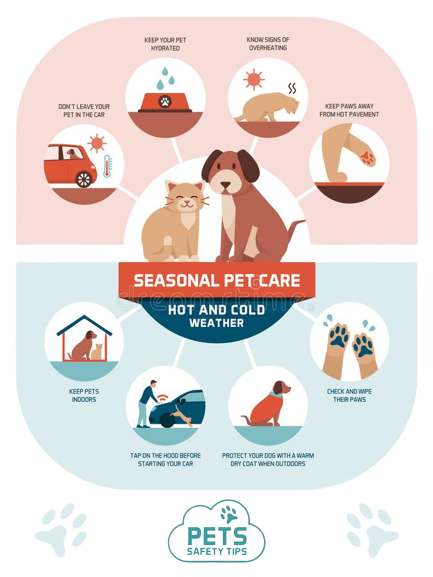 KEEP YOUR PET
HYDRATED
KNOW SIGNS OF
OVERHEATING
DON'T LEAVE YOUR
PET IN THE CAR
KEEP PAWS AWAY
FROM HOT PAVEMENT
SEASONAL PET CARE
HOT AND COLD
WEATHER
KEEP PETS
INDOORS
CHECK AND WIPE
THEIR PAWS
TAP ON THE HOOD BEFORE
STARTING YOUR CAR
PROTECT YOUR DOG WITH A WARM
DRY COAT WHEN OUTDOORS
PETS
SAFETY TIPS